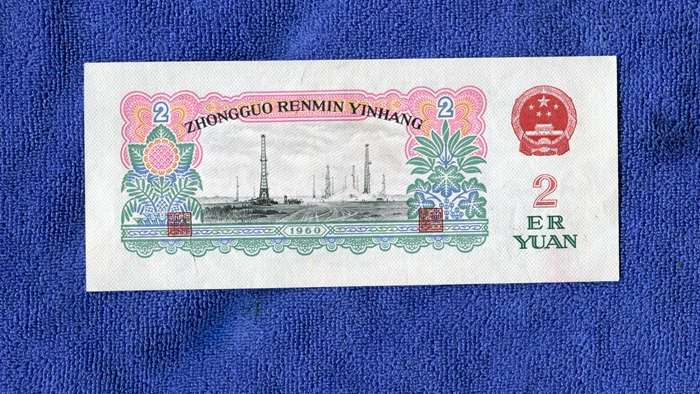 2
2
ZHONGGUO RENMIN YINHANG
1960
2
ER
YUAN